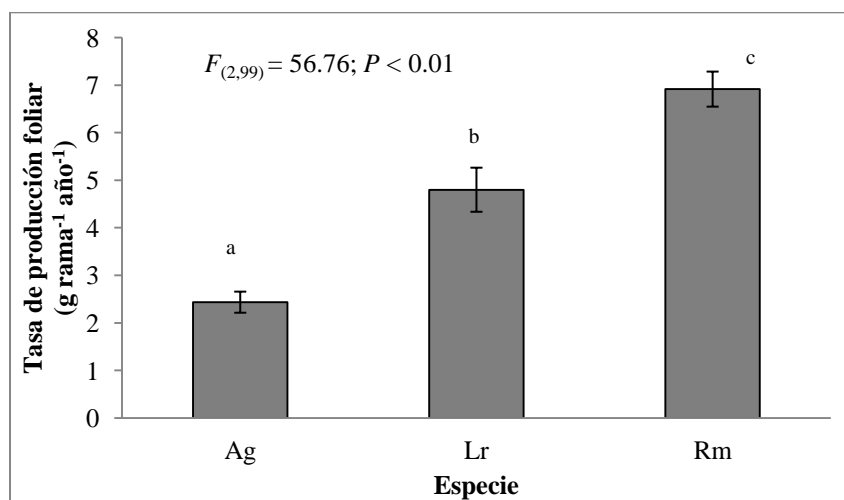 Tasa de producción foliar
(g rama⁻¹ año⁻¹)
8
7
6
5
4
3
2
1
0
F(2,99) = 56.76; P < 0.01
a
b
c
Ag
Lr
Rm
Especie